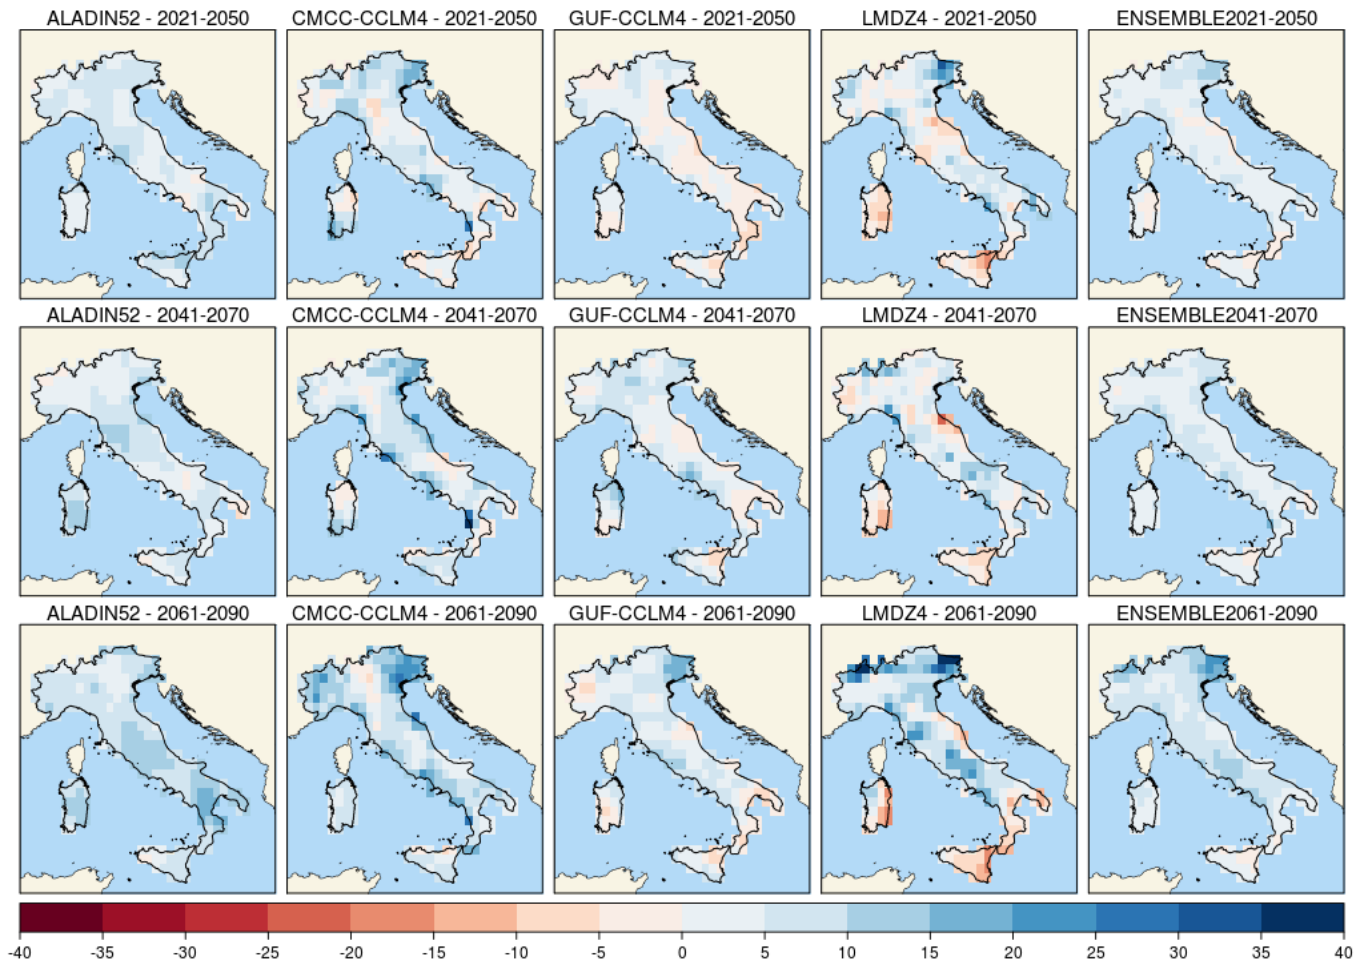 ALADIN52 - 2021-2050 CMCC-CCLM4 - 2021-2050 GUF-CCLM4 - 2021-2050 LMDZ4 - 2021-2050 ENSEMBLE2021-2050
ALADIN52 - 2041-2070 CMCC-CCLM4 - 2041-2070 GUF-CCLM4 - 2041-2070 LMDZ4 - 2041-2070 ENSEMBLE2041-2070
ALADIN52 - 2061-2090 CMCC-CCLM4 - 2061-2090 GUF-CCLM4 - 2061-2090 LMDZ4 - 2061-2090 ENSEMBLE2061-2090
-40 -35 -30 -25 -20 -15 -10 -5 0 5 10 15 20 25 30 35 40